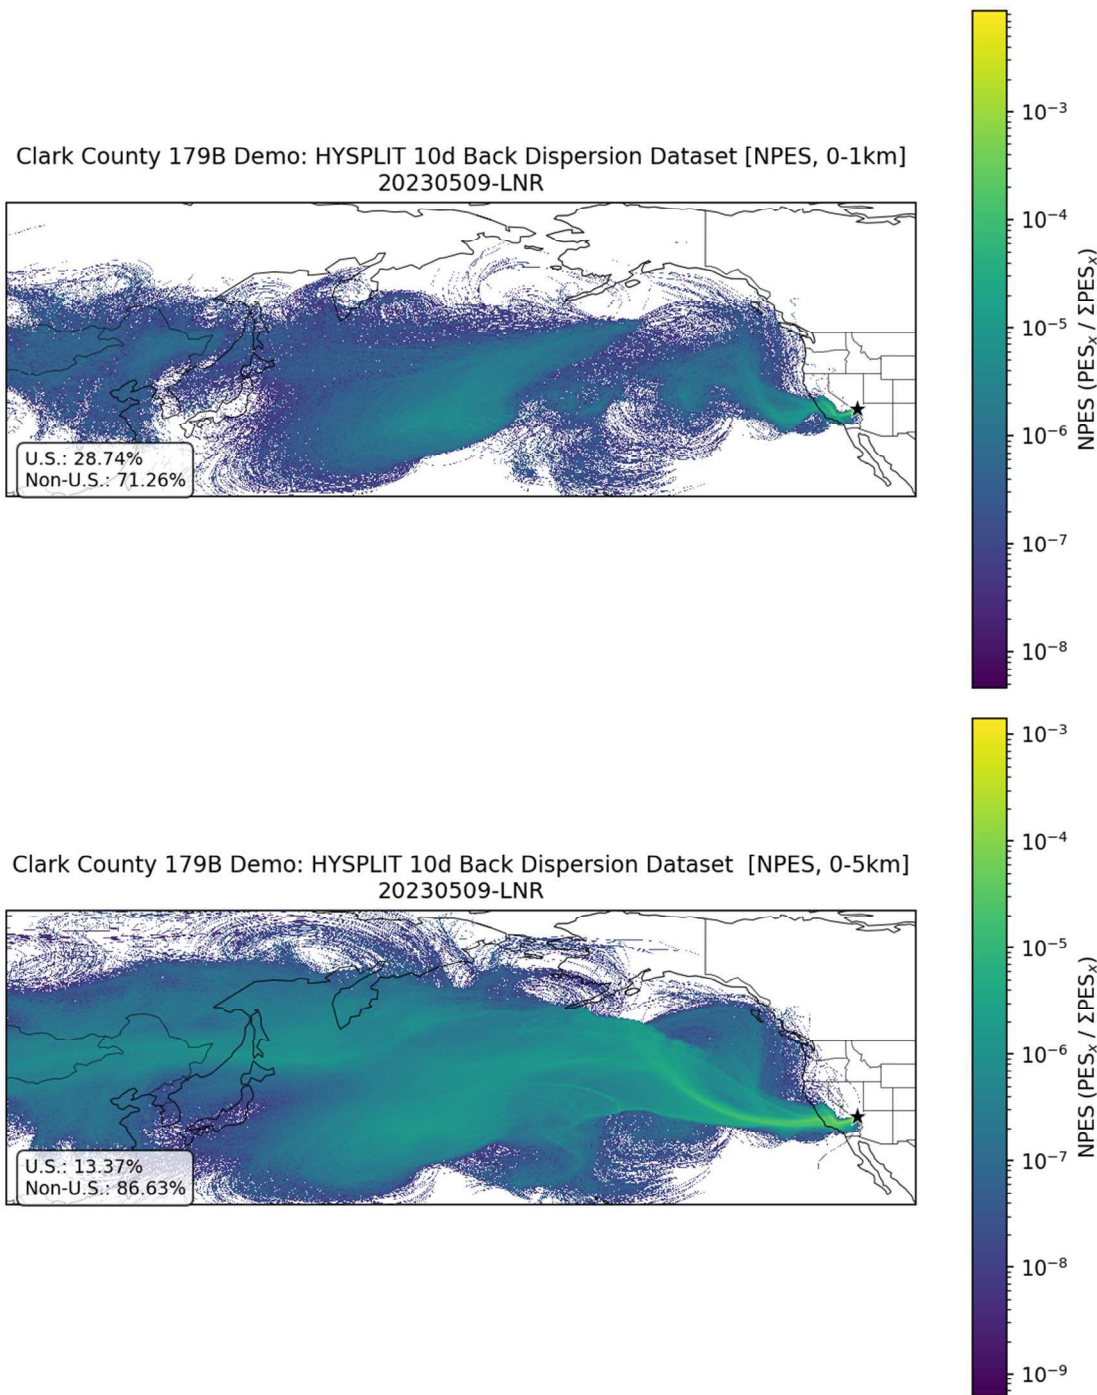 Clark County 179B Demo: HYSPLIT 10d Back Dispersion Dataset [NPES, 0-1km]
20230509-LNR
U.S.: 28.74%
Non-U.S.: 71.26%
10⁻³
10⁻⁴
10⁻⁵
10⁻⁶
10⁻⁷
10⁻⁸
NPES (PESₓ / ΣPESₓ)
Clark County 179B Demo: HYSPLIT 10d Back Dispersion Dataset  [NPES, 0-5km]
20230509-LNR
U.S.: 13.37%
Non-U.S.: 86.63%
10⁻³
10⁻⁴
10⁻⁵
10⁻⁶
10⁻⁷
10⁻⁸
10⁻⁹
NPES (PESₓ / ΣPESₓ)